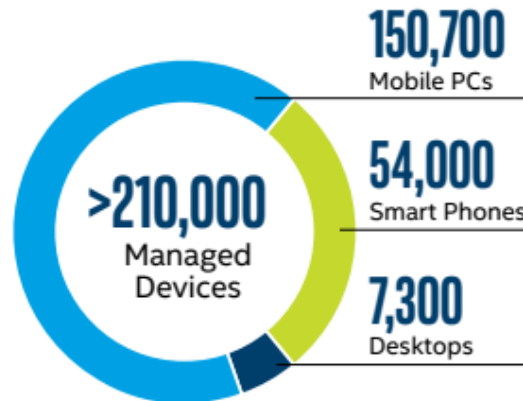 150,700
Mobile PCs
>210,000
Managed
Devices
54,000
Smart Phones
7,300
Desktops